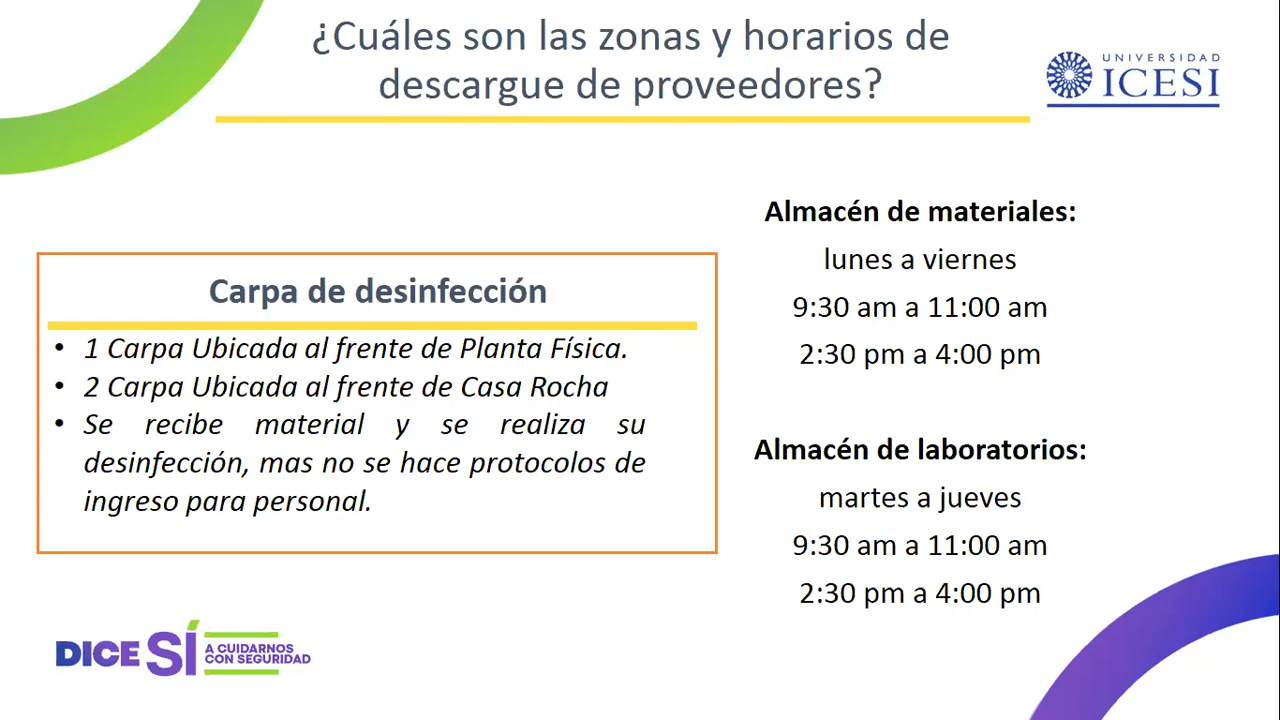 ¿Cuáles son las zonas y horarios de
descargue de proveedores?
UNIVERSIDAD
ICESI
Carpa de desinfección
• 1 Carpa Ubicada al frente de Planta Física.
• 2 Carpa Ubicada al frente de Casa Rocha
• Se recibe material y se realiza su
desinfección, mas no se hace protocolos de
ingreso para personal.
Almacén de materiales:
lunes a viernes
9:30 am a 11:00 am
2:30 pm a 4:00 pm
Almacén de laboratorios:
martes a jueves
9:30 am a 11:00 am
2:30 pm a 4:00 pm
DICE SÍ
A CUIDARNOS
CON SEGURIDAD